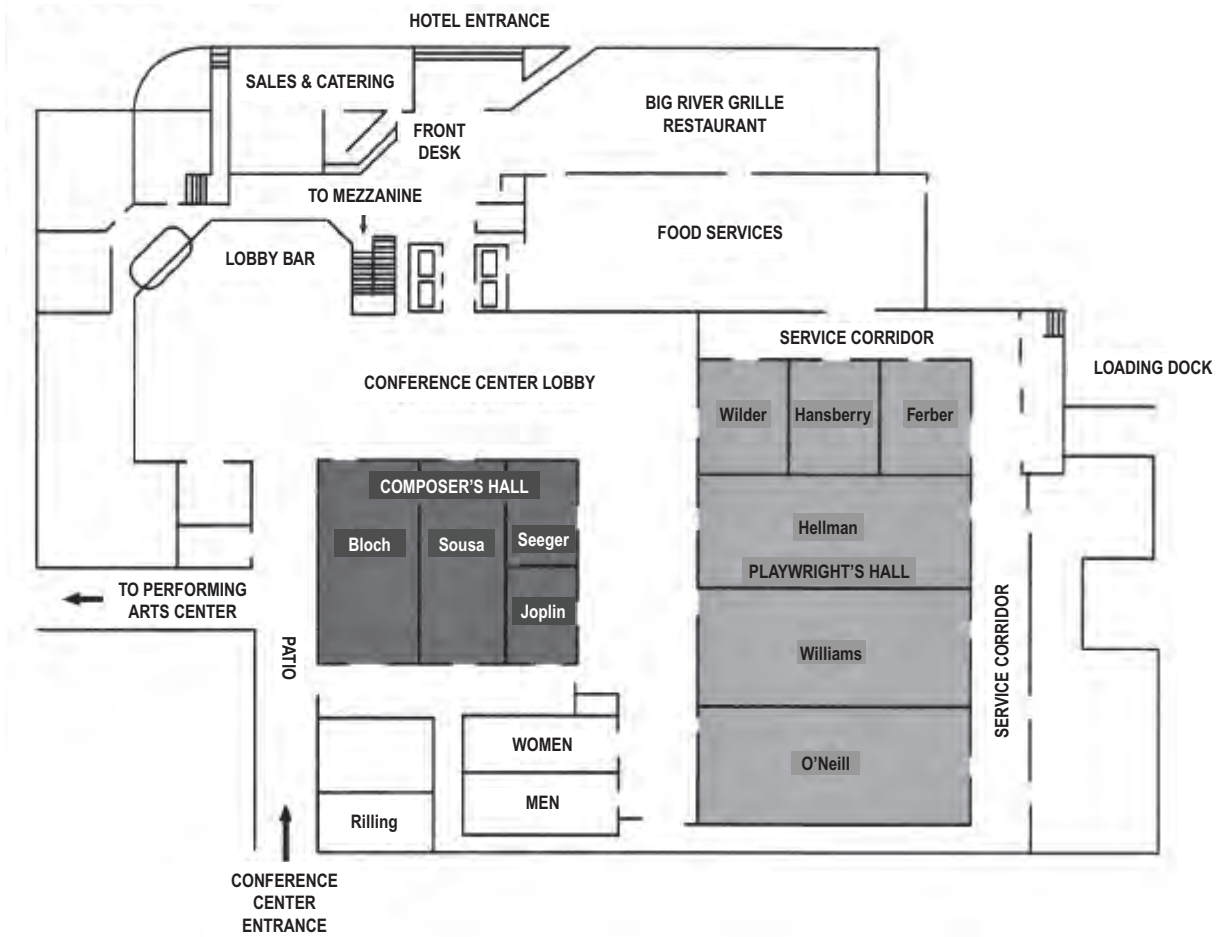 HOTEL ENTRANCE
SALES & CATERING
BIG RIVER GRILLE
RESTAURANT
FRONT
DESK
TO MEZZANINE
FOOD SERVICES
LOBBY BAR
SERVICE CORRIDOR
LOADING DOCK
CONFERENCE CENTER LOBBY
Wilder
Hansberry
Ferber
COMPOSER'S HALL
Bloch
Sousa
Seeger
Joplin
Hellman
PLAYWRIGHT'S HALL
Williams
O'Neill
SERVICE CORRIDOR
TO PERFORMING
ARTS CENTER
PATIO
WOMEN
MEN
Rilling
CONFERENCE
CENTER
ENTRANCE